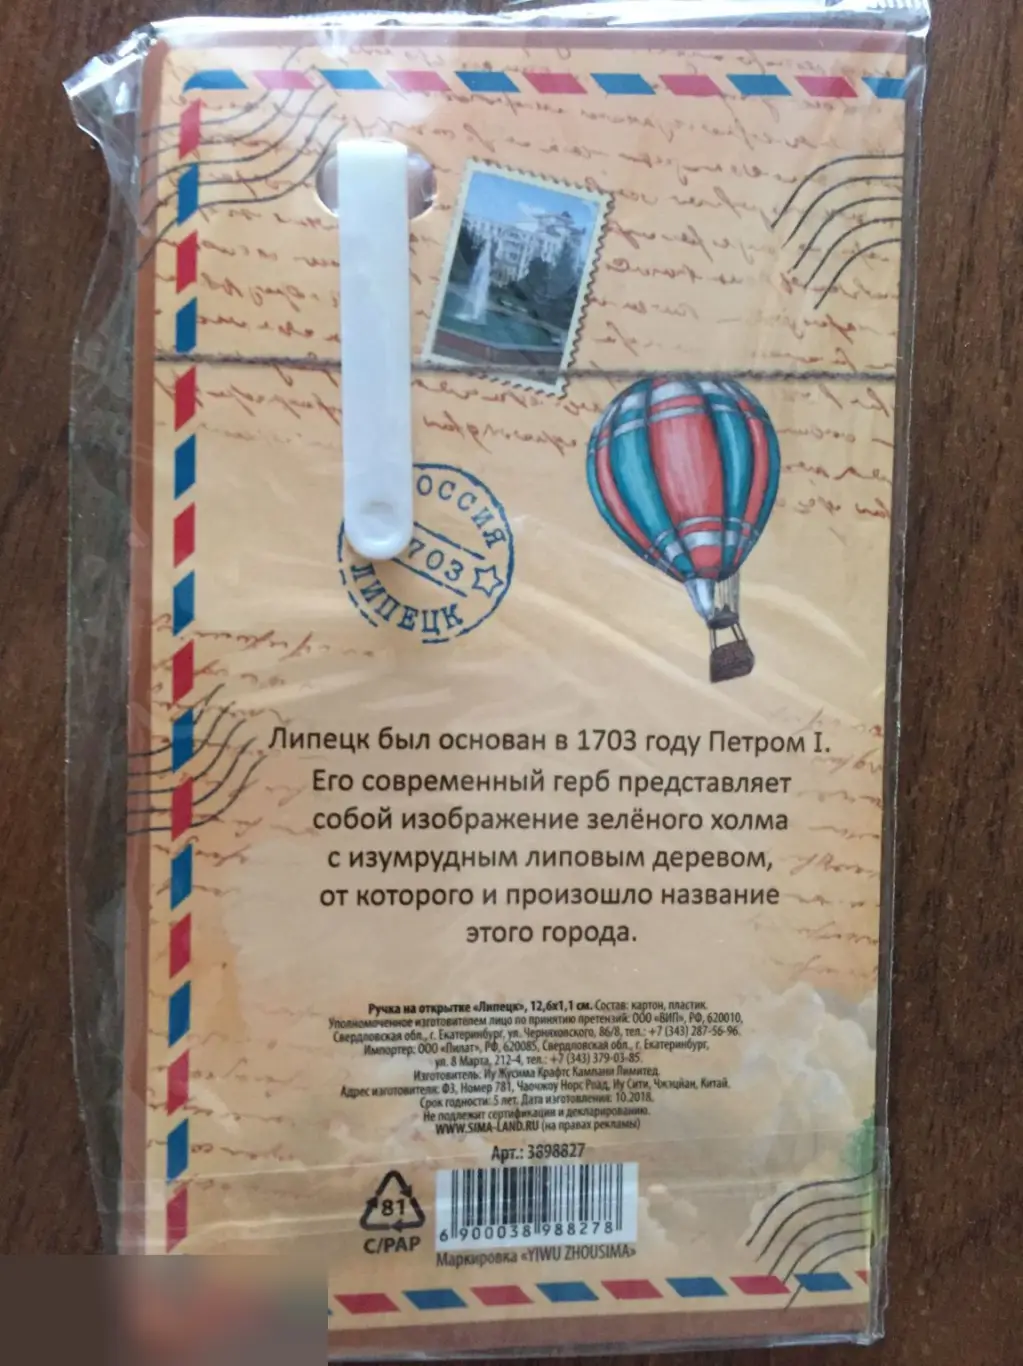 ОССИЯ
703
ЛИПЕЦК
Липецк был основан в 1703 году Петром I.
Его современный герб представляет
собой изображение зелёного холма
с изумрудным липовым деревом,
от которого и произошло название
этого города.
Ручка на открытке «Липецк», 12,6х1,1 см. Состав: картон, пластик.
Уполномоченное изготовителем лицо по принятию претензий: ООО «ВИП», РФ, 620010,
Свердловская обл., г. Екатеринбург, ул. Черняховского, 86/8, тел.: +7 (343) 287-56-96.
Импортер: ООО «Пилат», РФ, 620085, Свердловская обл., г. Екатеринбург,
ул. 8 Марта, 212-4, тел.: +7 (343) 379-03-85.
Изготовитель: Иу Жусима Крафтс Кампани Лимитед.
Адрес изготовителя: Ф3, Номер 781, Чаочжоу Норс Роад, Иу Сити, Чжэцйан, Китай.
Срок годности: 5 лет. Дата изготовления: 10.2018.
Не подлежит сертификации и декларированию.
WWW.SIMA-LAND.RU (на правах рекламы)
Арт.: 3898827
81
C/PAP
6 900038 988278
Маркировка «YIWU ZHOUSIMA»